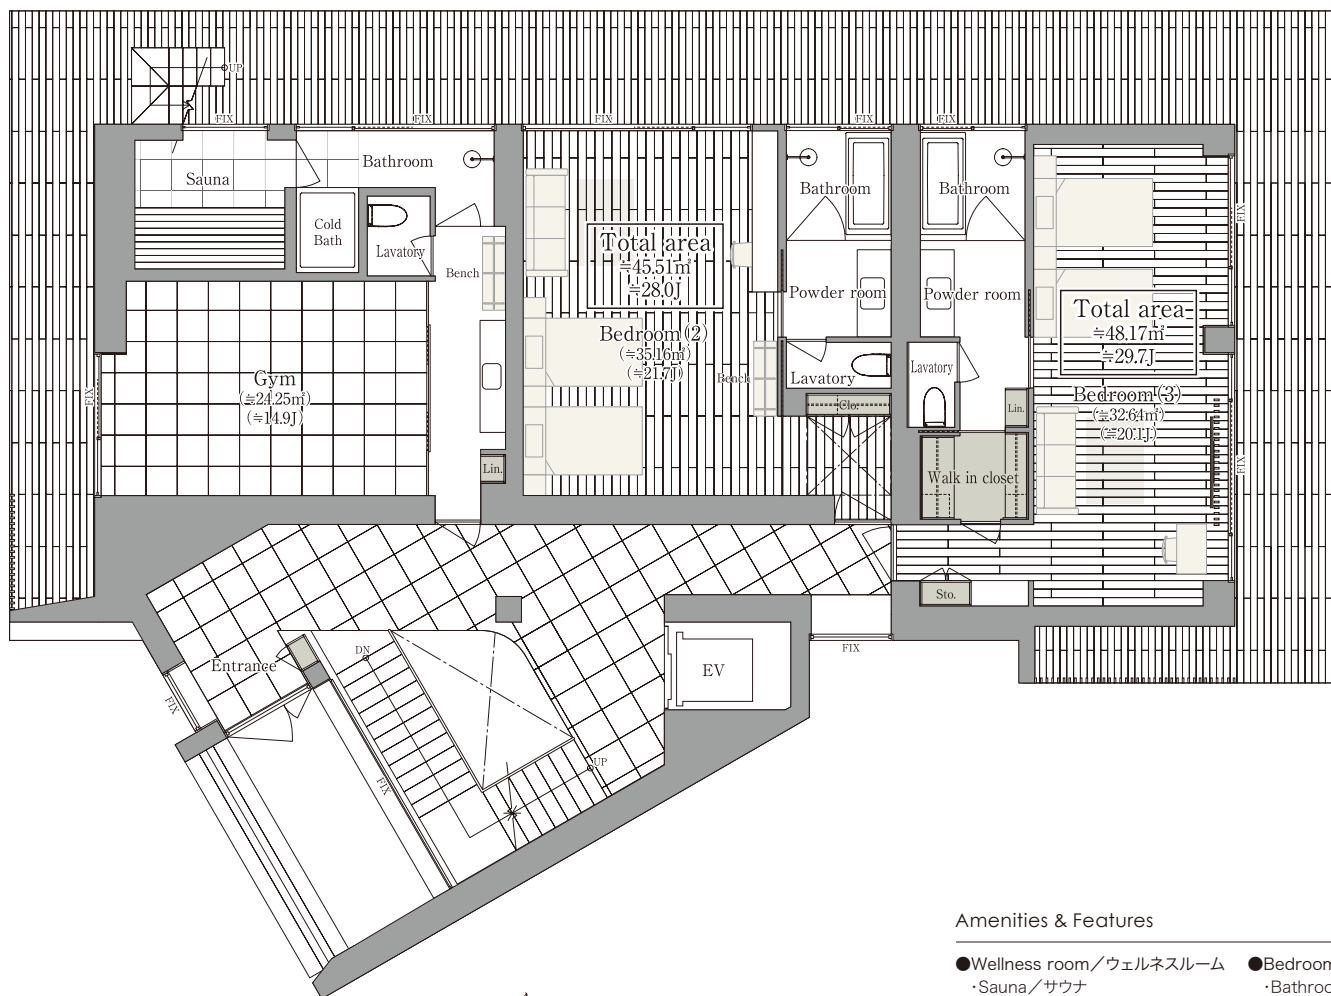 UP
FIX
FIX
FIX
FIX
FIX
Sauna
Bathroom
Cold
Bath
Lavatory
Bench
Total area
≒45.51㎡
≒28.0J
Bedroom (2)
(≒35.16㎡)
(≒21.7J)
Bench
Bathroom
Powder room
Lavatory
Clo.
Bathroom
Powder room
Lavatory
Lin.
Walk in closet
FIX
Total area
≒48.17㎡
≒29.7J
Bedroom (3)
(≒32.64㎡)
(≒20.1J)
FIX
FIX
Gym
(≒24.25㎡)
(≒14.9J)
Lin.
Sto.
Entrance
DN
FIX
FIX
UP
EV
FIX
Amenities & Features
●Wellness room／ウェルネスルーム
・Sauna／サウナ
●Bedroom